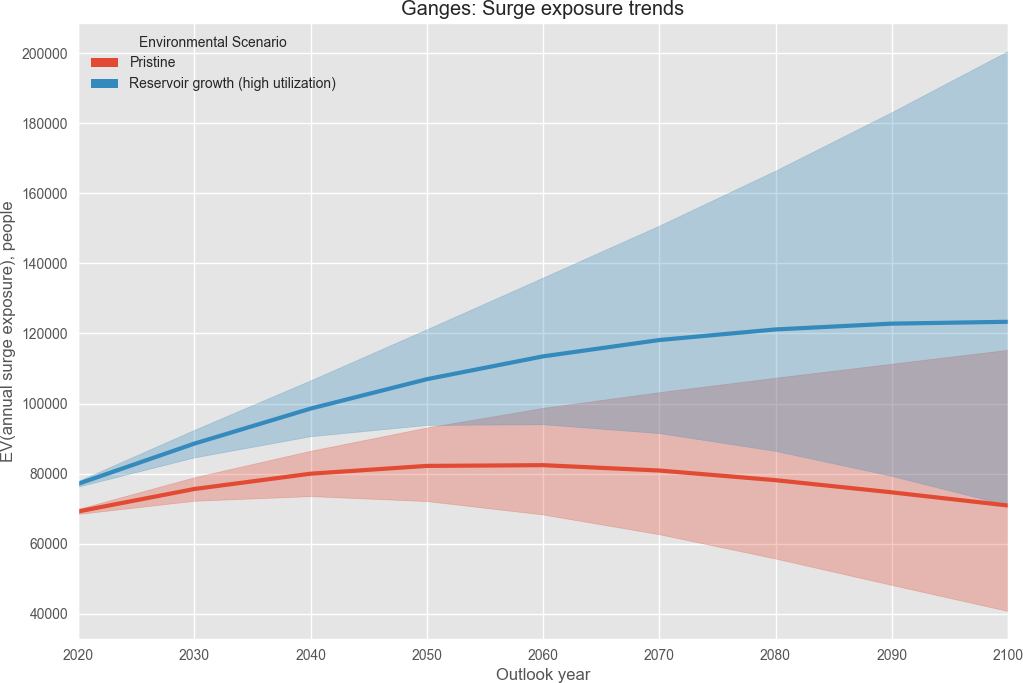 Ganges: Surge exposure trends
Environmental Scenario
Pristine
Reservoir growth (high utilization)
EV(annual surge exposure), people
200000
180000
160000
140000
120000
100000
80000
60000
40000
2020 2030 2040 2050 2060 2070 2080 2090 2100
Outlook year